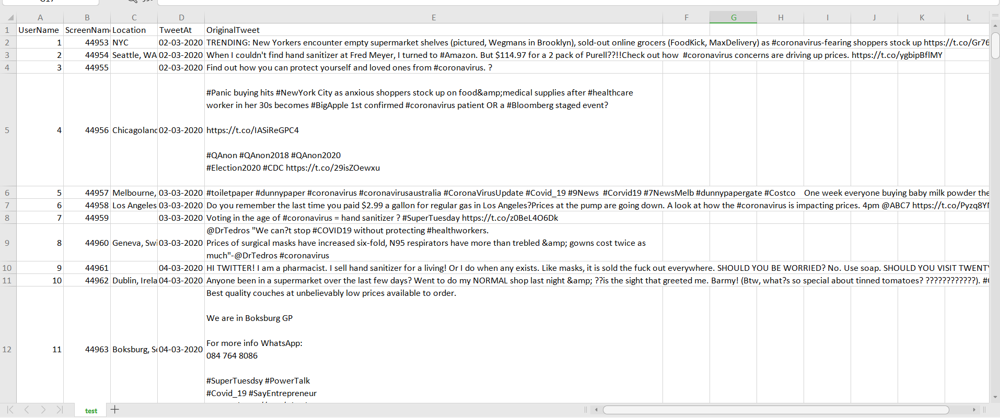 A B C D E F G H I J K L
1 UserName ScreenNam Location TweetAt OriginalTweet
2 1 44953 NYC 02-03-2020 TRENDING: New Yorkers encounter empty supermarket shelves (pictured, Wegmans in Brooklyn), sold-out online grocers (FoodKick, MaxDelivery) as #coronavirus-fearing shoppers stock up https://t.co/Gr76
3 2 44954 Seattle, WA 02-03-2020 When I couldn't find hand sanitizer at Fred Meyer, I turned to #Amazon. But $114.97 for a 2 pack of Purell??!!Check out how  #coronavirus concerns are driving up prices. https://t.co/ygbipBflMY
4 3 44955 02-03-2020 Find out how you can protect yourself and loved ones from #coronavirus. ?
#Panic buying hits #NewYork City as anxious shoppers stock up on food&amp;medical supplies after #healthcare
worker in her 30s becomes #BigApple 1st confirmed #coronavirus patient OR a #Bloomberg staged event?
5 4 44956 Chicagoland 02-03-2020 https://t.co/IASiReGPC4
#QAnon #QAnon2018 #QAnon2020
#Election2020 #CDC https://t.co/29isZOewxu
6 5 44957 Melbourne, 03-03-2020 #toiletpaper #dunnypaper #coronavirus #coronavirusaustralia #CoronaVirusUpdate #Covid_19 #9News  #Corvid19 #7NewsMelb #dunnypapergate #Costco    One week everyone buying baby milk powder the
7 6 44958 Los Angeles 03-03-2020 Do you remember the last time you paid $2.99 a gallon for regular gas in Los Angeles?Prices at the pump are going down. A look at how the #coronavirus is impacting prices. 4pm @ABC7 https://t.co/Pyzq8Y
8 7 44959 03-03-2020 Voting in the age of #coronavirus = hand sanitizer ? #SuperTuesday https://t.co/z0BeL4O6Dk
@DrTedros "We can?t stop #COVID19 without protecting #healthworkers.
9 8 44960 Geneva, Swi 03-03-2020 Prices of surgical masks have increased six-fold, N95 respirators have more than trebled &amp; gowns cost twice as
much"-@DrTedros #coronavirus
10 9 44961 04-03-2020 HI TWITTER! I am a pharmacist. I sell hand sanitizer for a living! Or I do when any exists. Like masks, it is sold the fuck out everywhere. SHOULD YOU BE WORRIED? No. Use soap. SHOULD YOU VISIT TWENT
11 10 44962 Dublin, Irela 04-03-2020 Anyone been in a supermarket over the last few days? Went to do my NORMAL shop last night &amp; ??is the sight that greeted me. Barmy! (Btw, what?s so special about tinned tomatoes? ????????????). #
Best quality couches at unbelievably low prices available to order.
We are in Boksburg GP
For more info WhatsApp:
12 11 44963 Boksburg, S 04-03-2020
084 764 8086
#SuperTuesdsy #PowerTalk
#Covid_19 #SayEntrepreneur
test